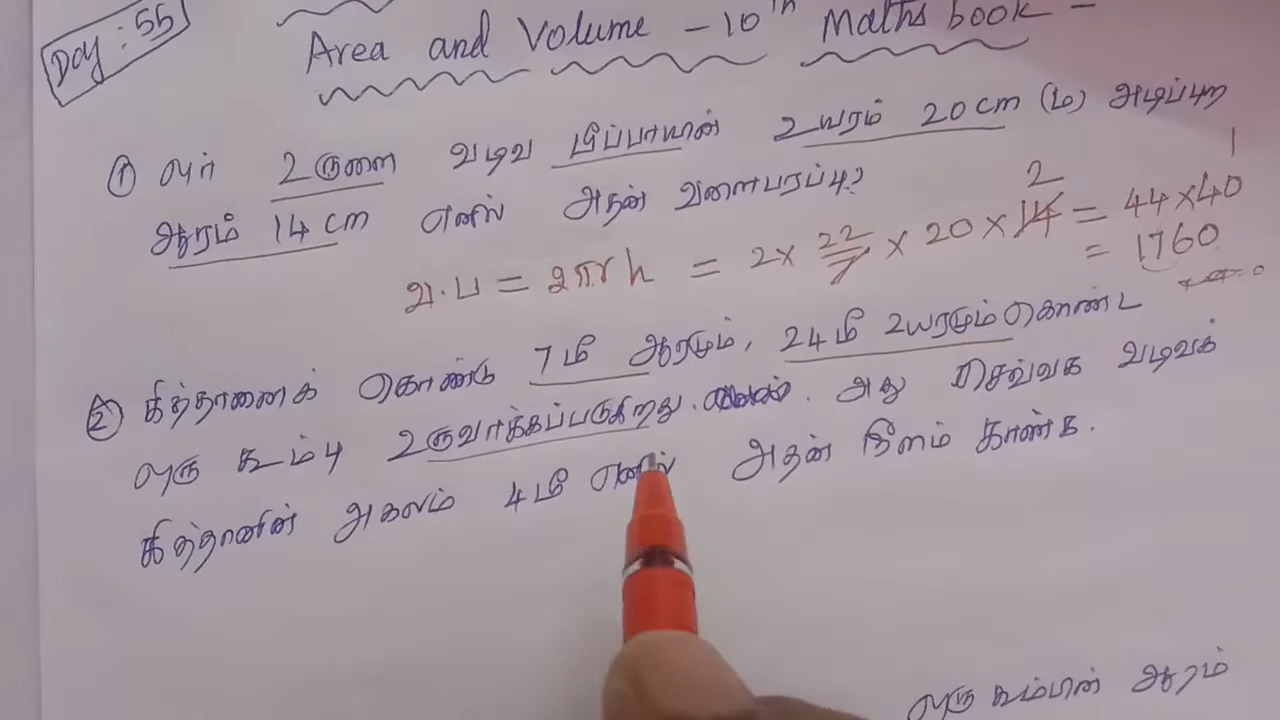 Day : 55
Area and Volume - 10th Maths book -
① ஓர் உருளை வடிவ பீப்பாயின் உயரம் 20 cm (ம) அடிப்புற
ஆரம் 14 cm எனில் அதன் வளைபரப்பு?
வ.ப = 2πrh = 2 × 22/7 × 20 × 14 2 = 44 × 40
= 1760
② கித்தானைக் கொண்டு 7 மீ ஆரமும், 24 மீ உயரமும் கொண்ட
ஒரு கூம்பு உருவாக்கப்படுகிறது. அது செவ்வக வடிவக்
கித்தானின் அகலம் 4 மீ எனில் அதன் நீளம் காண்க.
ஒரு கூம்பின் ஆரம்